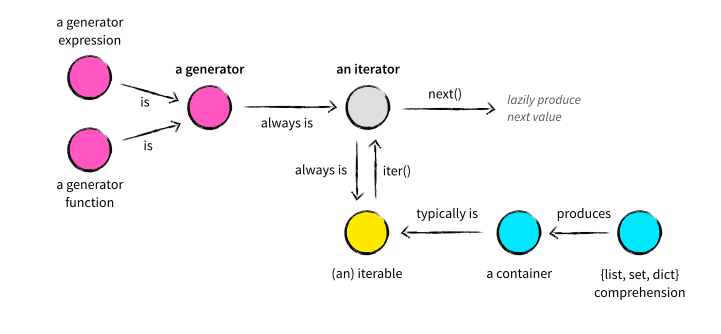 a generator
expression
is
a generator
always is
an iterator
next()
lazily produce
next value
is
a generator
function
always is
iter()
typically is
produces
(an) iterable
a container
{list, set, dict}
comprehension